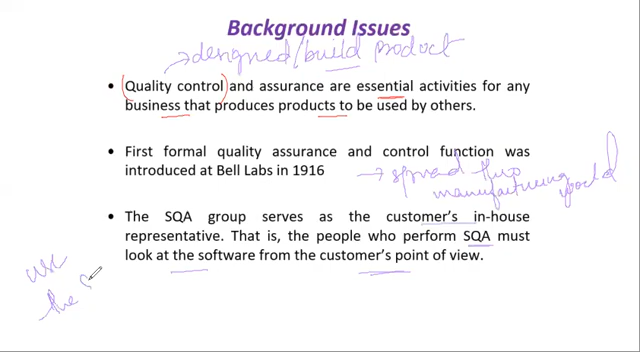 Background Issues
→ designed/build product
• Quality control and assurance are essential activities for any
business that produces products to be used by others.
• First formal quality assurance and control function was
introduced at Bell Labs in 1916
→ spread thro
manufacturing world
• The SQA group serves as the customer's in-house
representative. That is, the people who perform SQA must
look at the software from the customer's point of view.
use
the